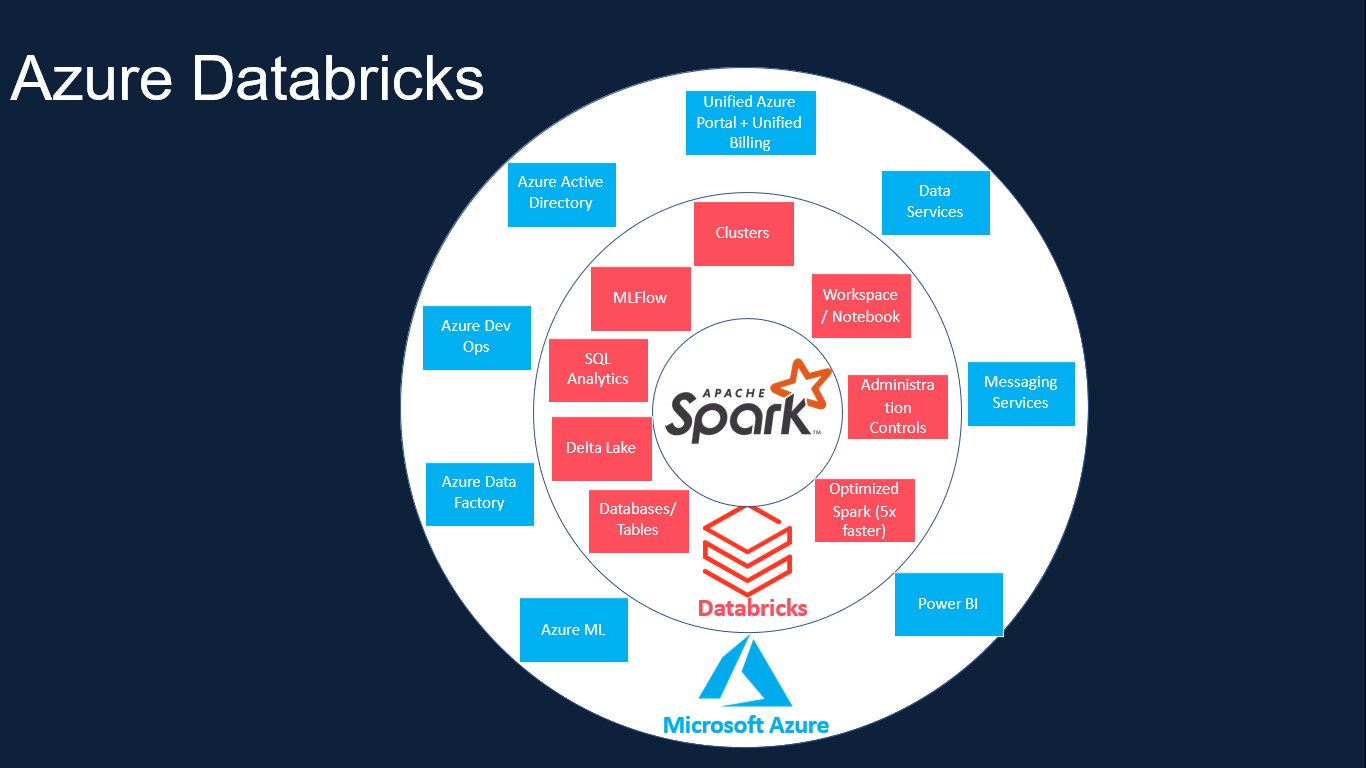 Azure Databricks
Unified Azure
Portal + Unified
Billing
Azure Active
Directory
Data
Services
Clusters
MLFlow
Workspace
/ Notebook
Azure Dev
Ops
SQL
Analytics
APACHE
Spark™
Administra
tion
Controls
Messaging
Services
Delta Lake
Azure Data
Factory
Databases/
Tables
Optimized
Spark (5x
faster)
Databricks
Power BI
Azure ML
Microsoft Azure